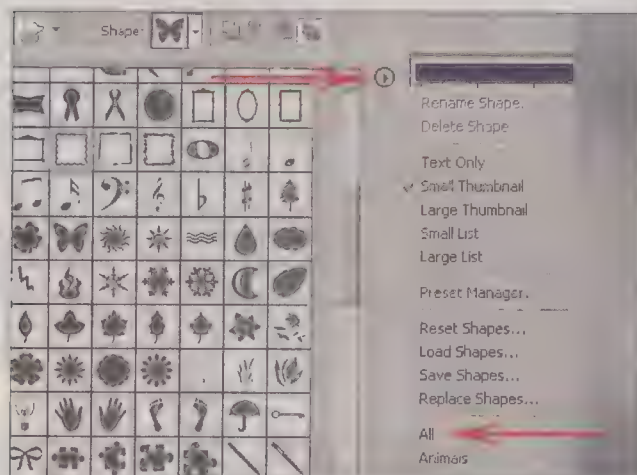 Shape:
Rename Shape.
Delete Shape
Text Only
Small Thumbnail
Large Thumbnail
Small List
Large List
Preset Manager.
Reset Shapes...
Load Shapes...
Save Shapes...
Replace Shapes...
All
Animals